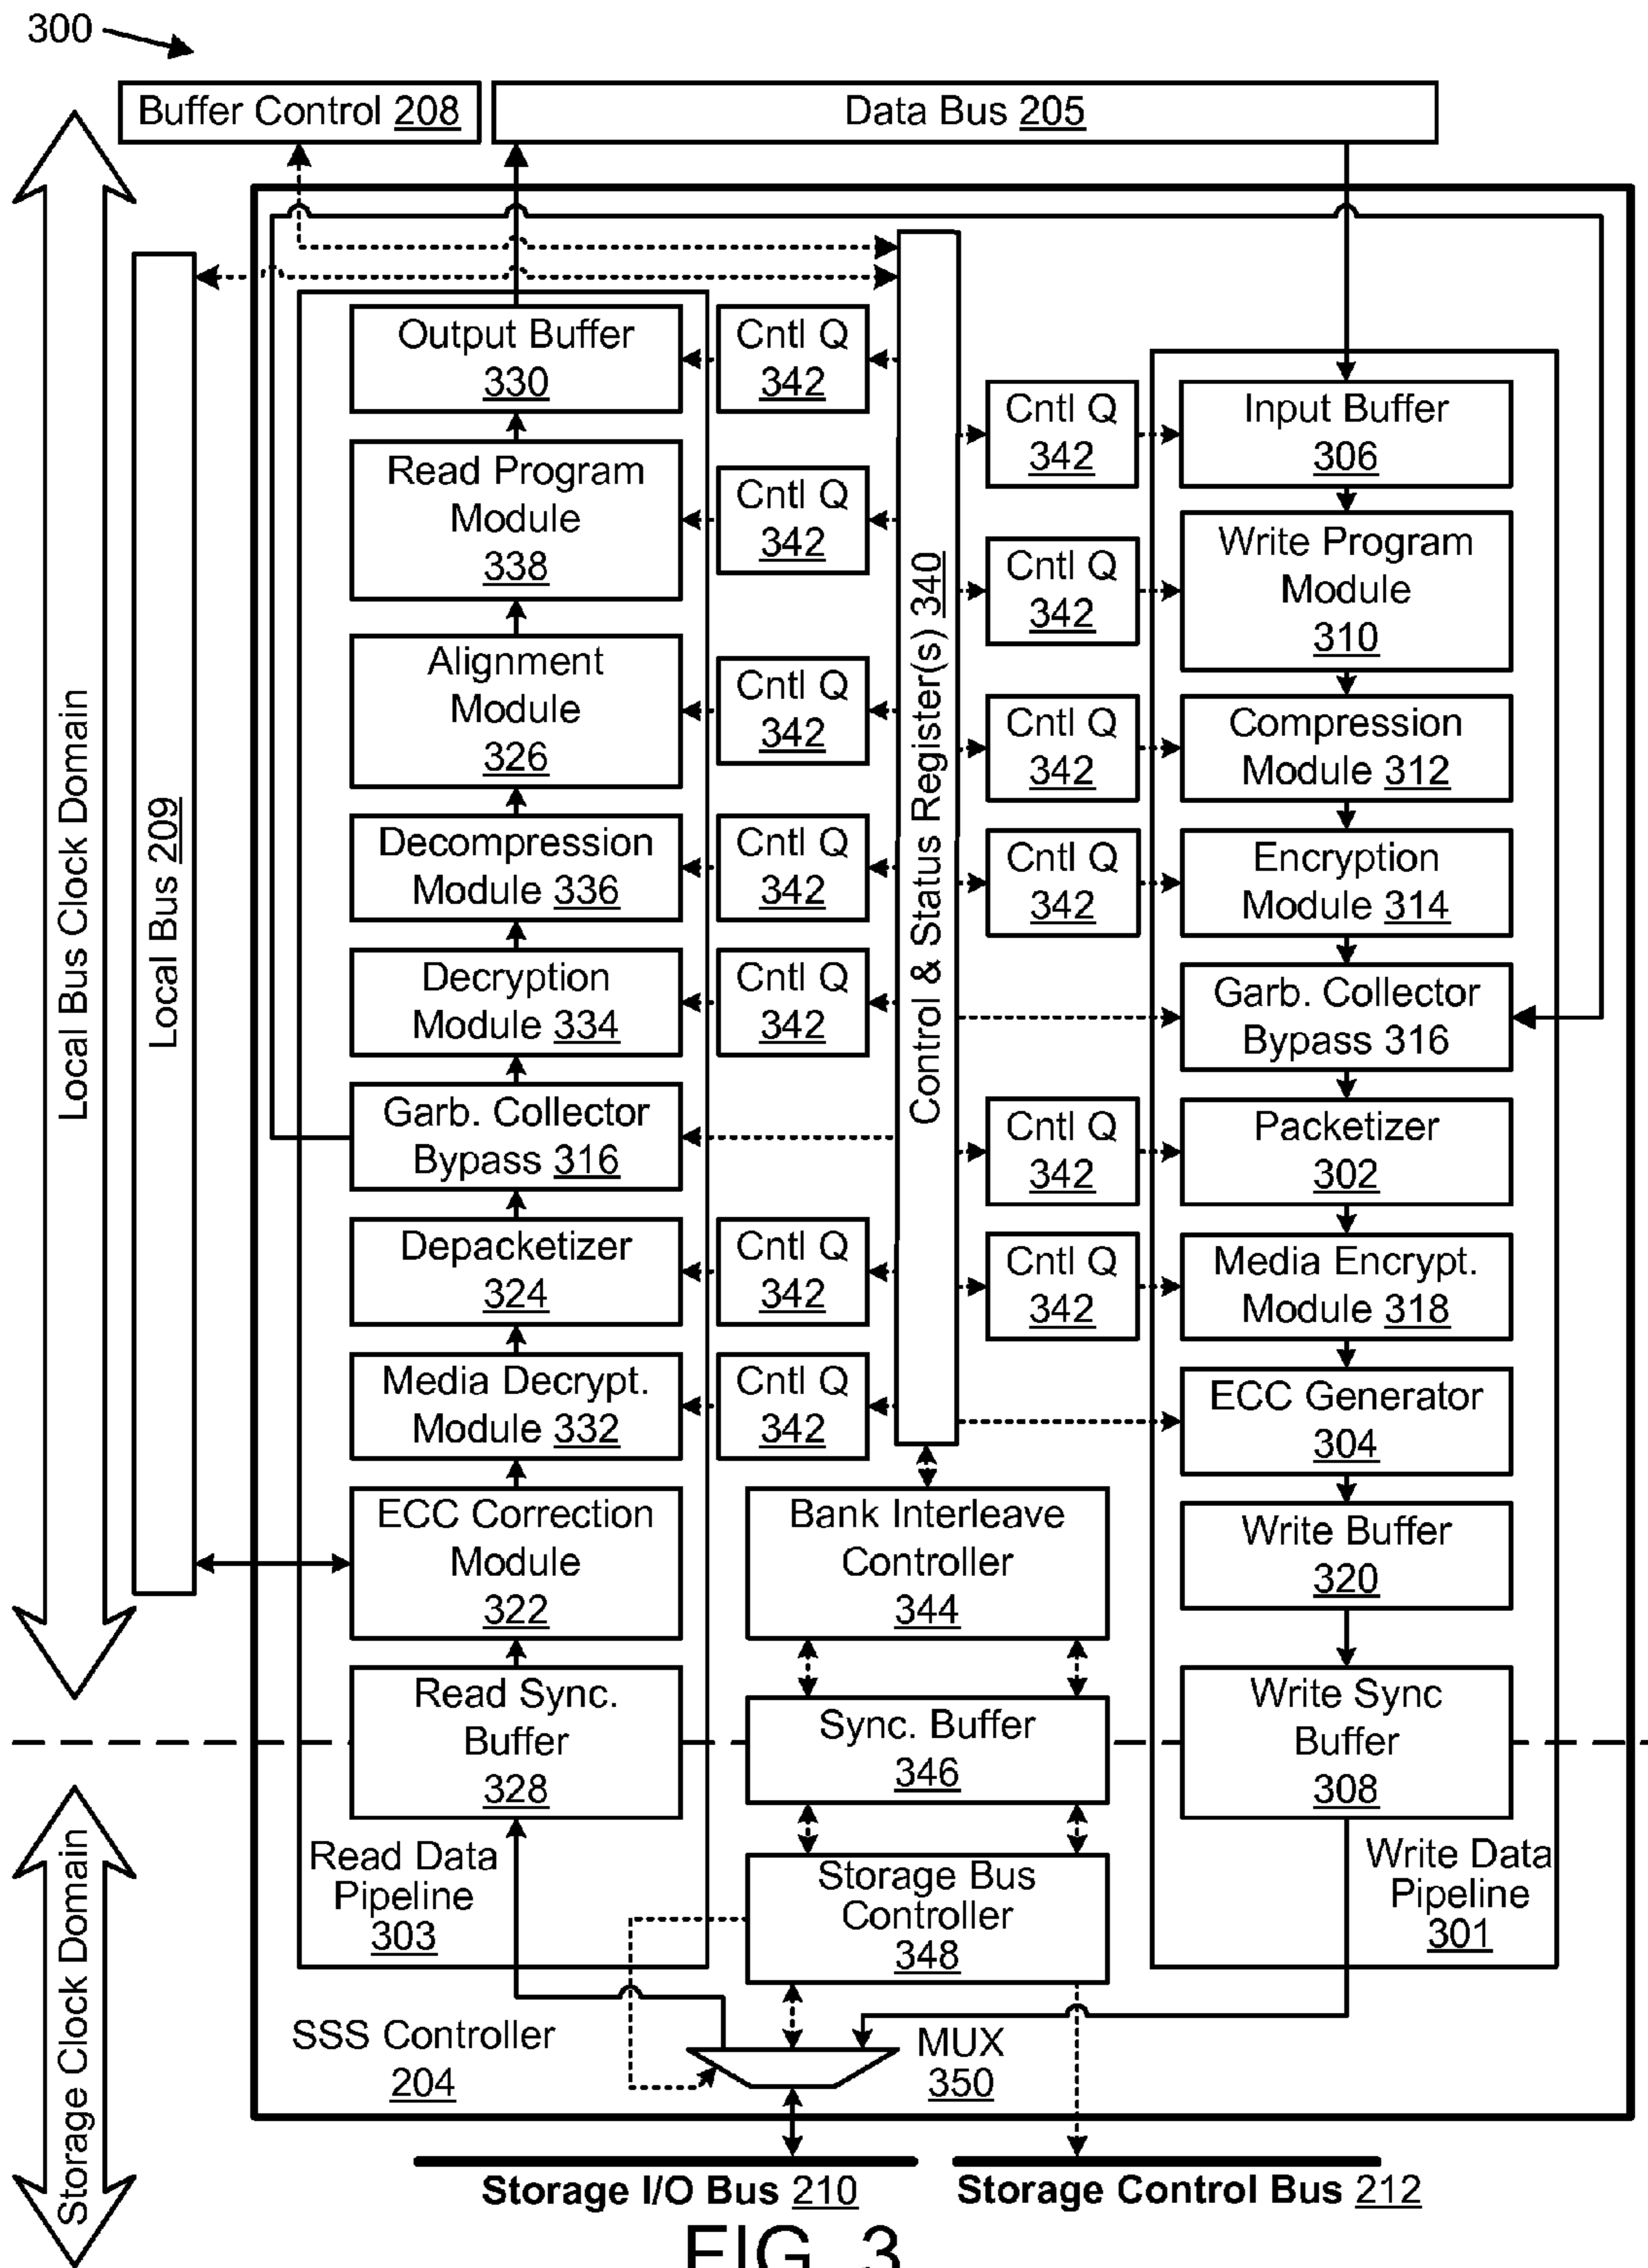 300
Buffer Control 208
Data Bus 205
Local Bus Clock Domain
Local Bus 209
Output Buffer
330
Cntl Q
342
Read Program
Module
338
Cntl Q
342
Alignment
Module
326
Cntl Q
342
Decompression
Module 336
Cntl Q
342
Decryption
Module 334
Cntl Q
342
Garb. Collector
Bypass 316
Depacketizer
324
Cntl Q
342
Media Decrypt.
Module 332
Cntl Q
342
ECC Correction
Module
322
Read Sync.
Buffer
328
Read Data
Pipeline
303
Control & Status Register(s) 340
Bank Interleave
Controller
344
Sync. Buffer
346
Storage Bus
Controller
348
Cntl Q
342
Input Buffer
306
Cntl Q
342
Write Program
Module
310
Cntl Q
342
Compression
Module 312
Cntl Q
342
Encryption
Module 314
Garb. Collector
Bypass 316
Cntl Q
342
Packetizer
302
Cntl Q
342
Media Encrypt.
Module 318
ECC Generator
304
Write Buffer
320
Write Sync
Buffer
308
Write Data
Pipeline
301
Storage Clock Domain
SSS Controller
204
MUX
350
Storage I/O Bus 210
Storage Control Bus 212
FIG. 3